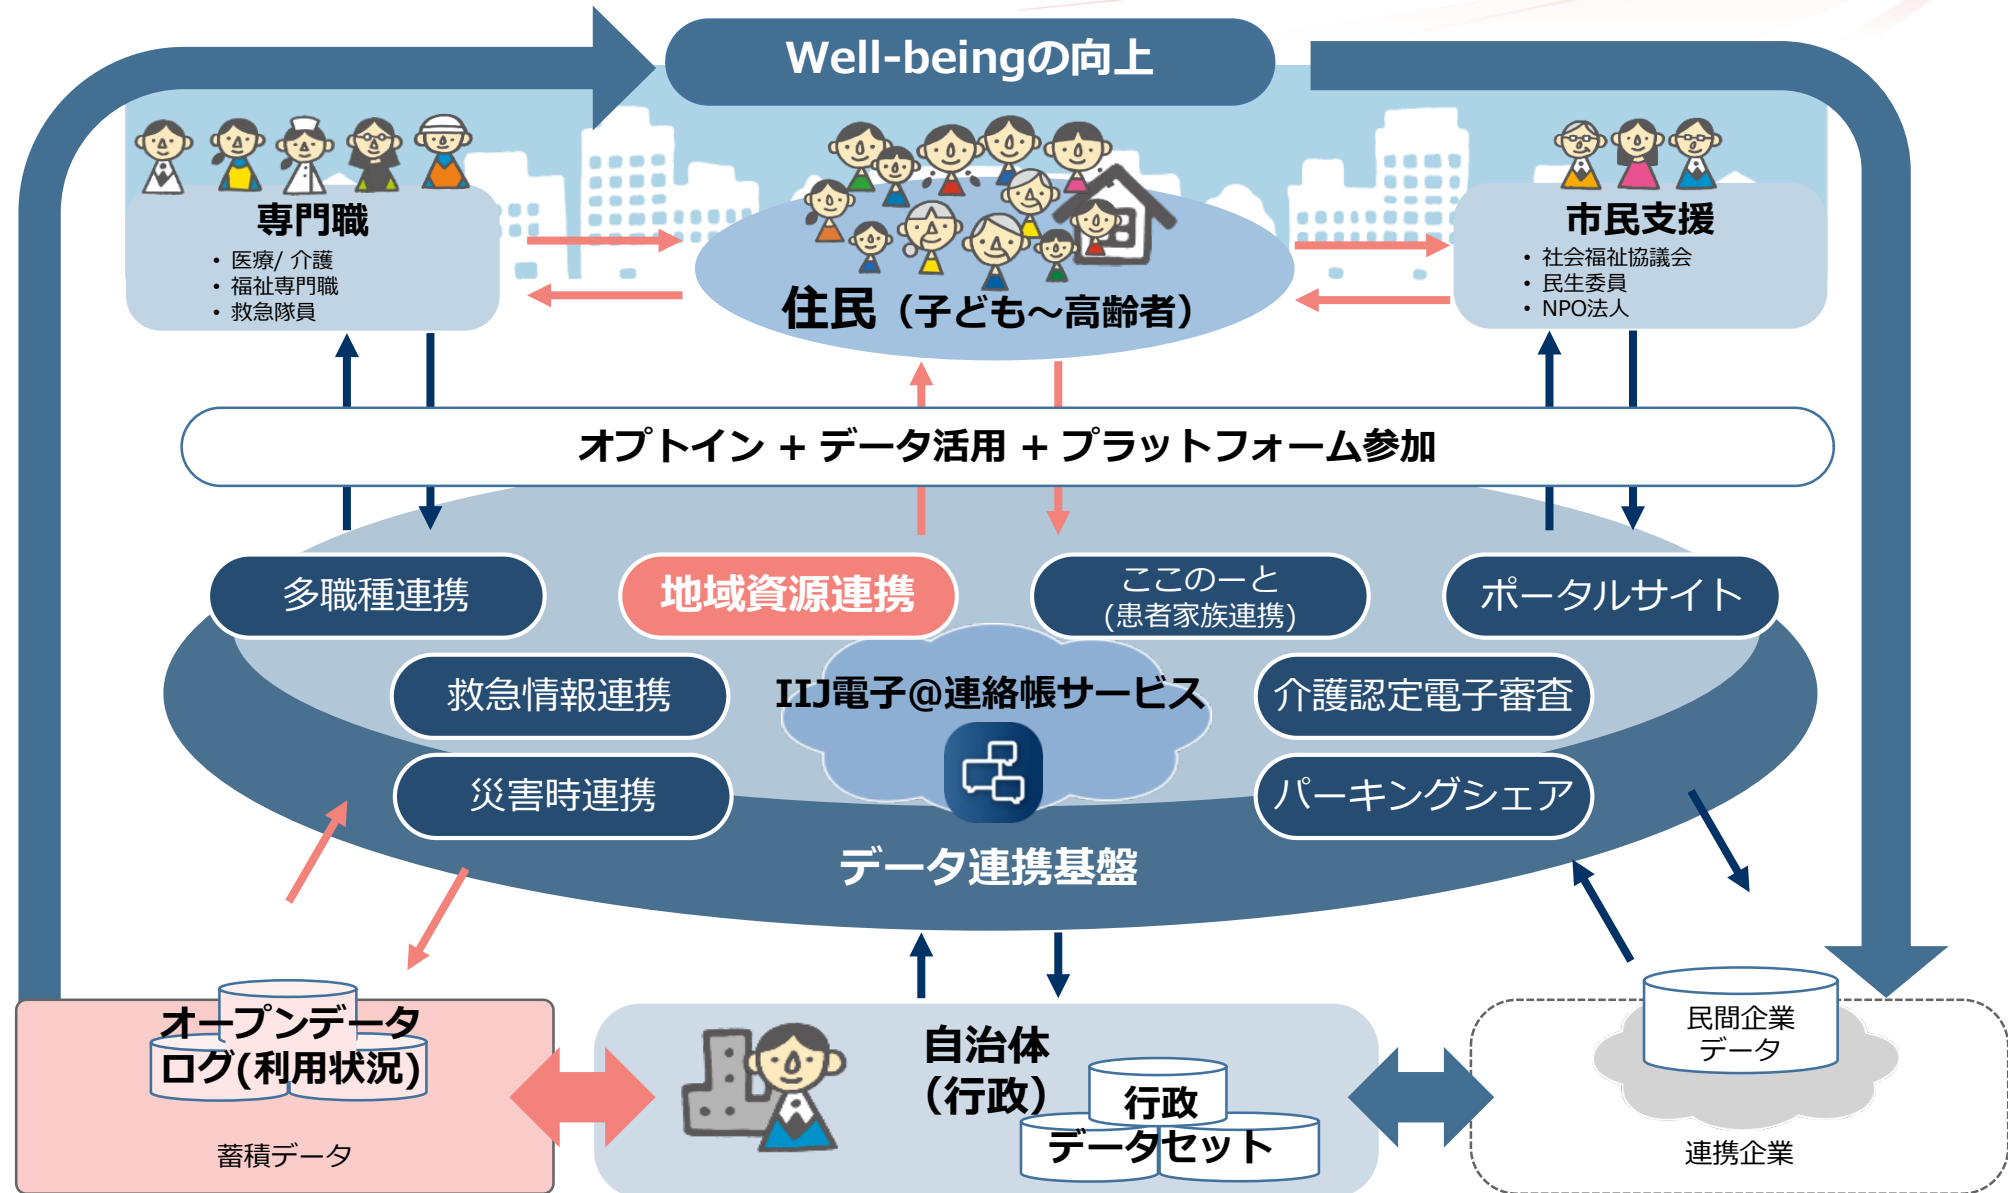 Well-beingの向上
専門職
• 医療/ 介護
• 福祉専門職
• 救急隊員
住民（子ども～高齢者）
市民支援
• 社会福祉協議会
• 民生委員
• NPO法人
オプトイン + データ活用 + プラットフォーム参加
多職種連携
地域資源連携
ここのーと
(患者家族連携)
ポータルサイト
救急情報連携
IIJ電子@連絡帳サービス
介護認定電子審査
災害時連携
パーキングシェア
データ連携基盤
オープンデータ
ログ(利用状況)
蓄積データ
自治体
（行政）
行政
データセット
民間企業
データ
連携企業